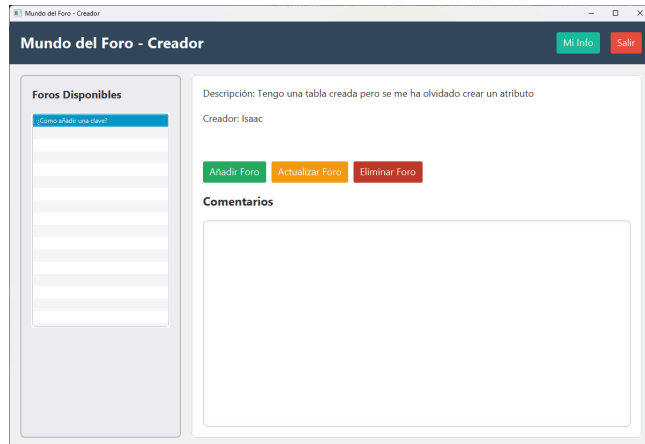 Mundo del Foro - Creador
Mundo del Foro - Creador
Mi Info
Salir
Foros Disponibles
¿Como añadir una clave?
Descripción: Tengo una tabla creada pero se me ha olvidado crear un atributo
Creador: Isaac
Añadir Foro
Actualizar Foro
Eliminar Foro
Comentarios